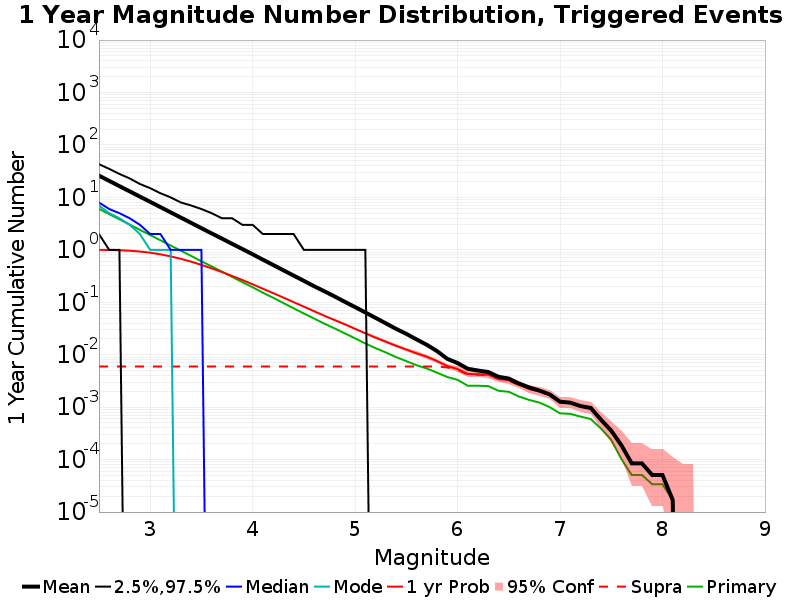 1 Year Magnitude Number Distribution, Triggered Events
10^4
10^3
10^2
10^1
10^0
10^-1
10^-2
10^-3
10^-4
10^-5
1 Year Cumulative Number
3 4 5 6 7 8 9
Magnitude
Mean 2.5%,97.5% Median Mode 1 yr Prob 95% Conf Supra Primary